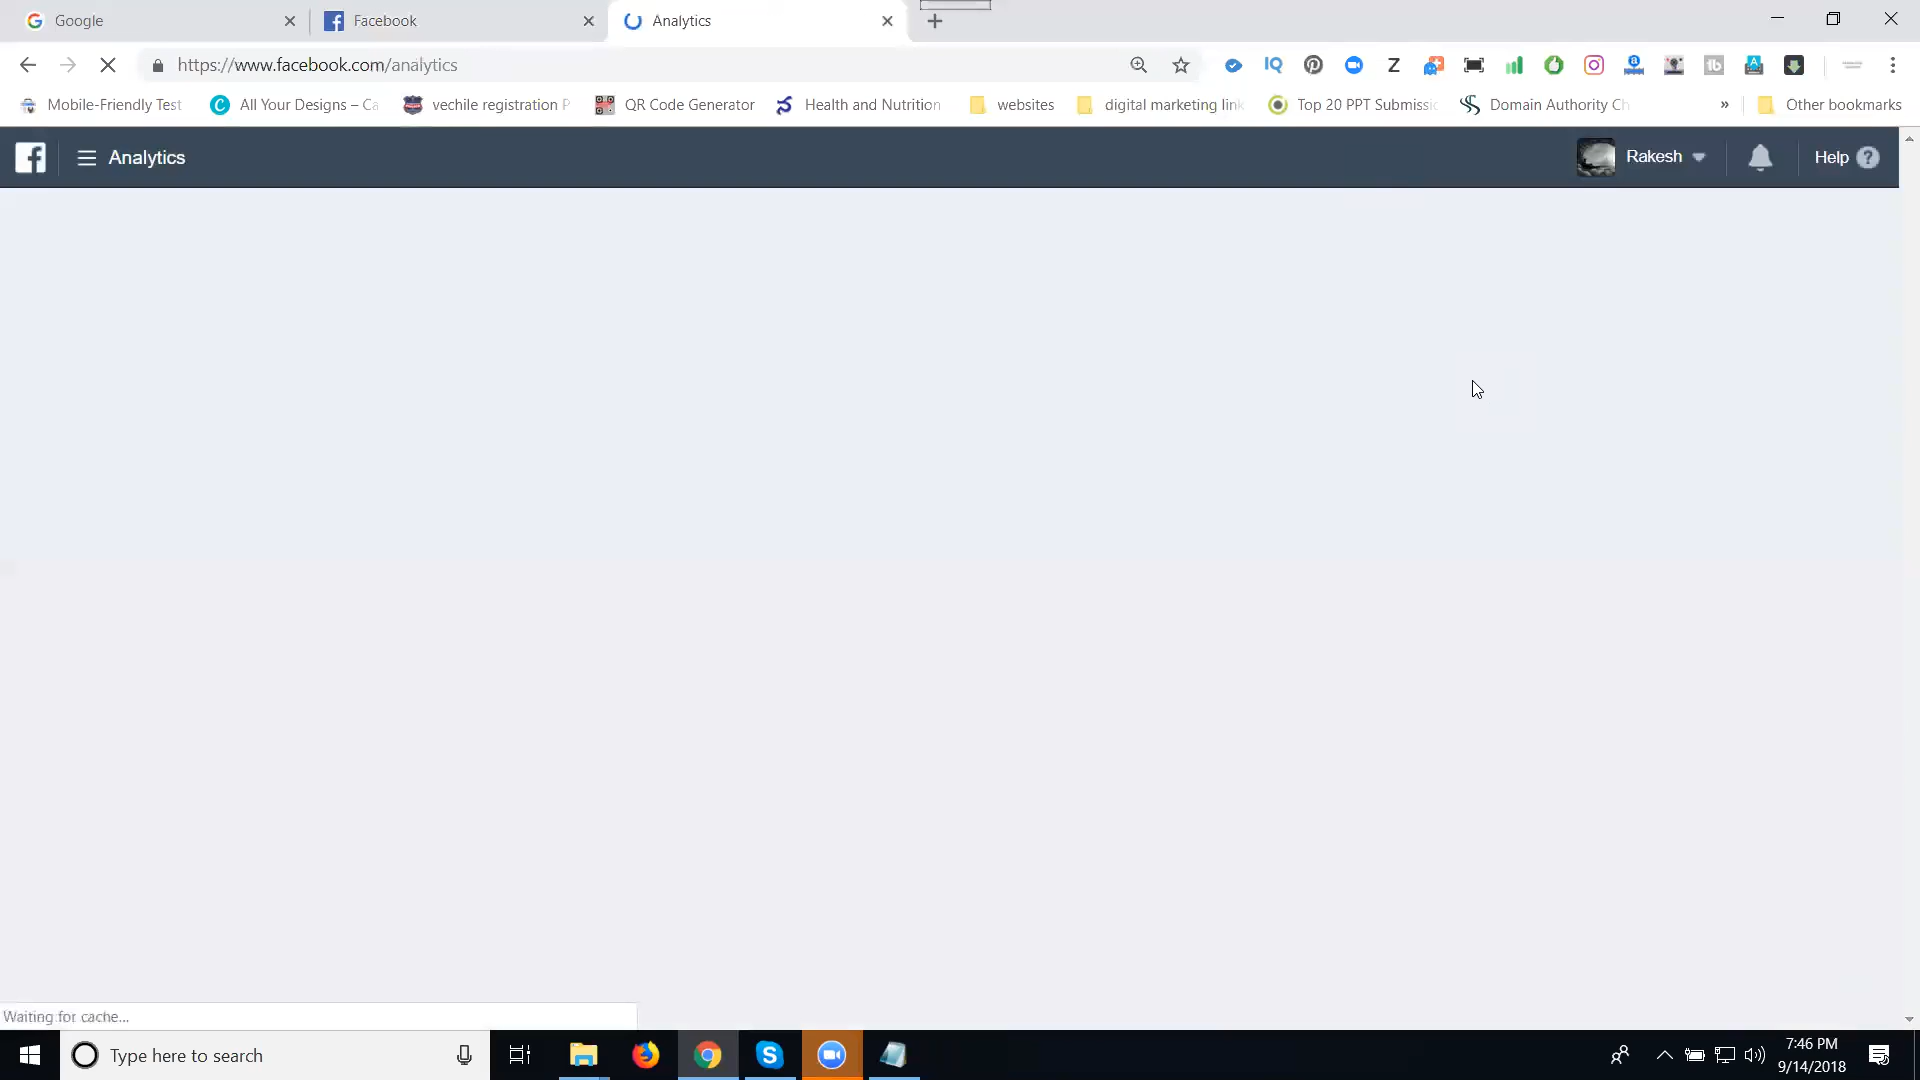 Google
Facebook
Analytics
https://www.facebook.com/analytics
Mobile-Friendly Test
All Your Designs – Ca
vechile registration P
QR Code Generator
Health and Nutrition
websites
digital marketing link
Top 20 PPT Submissi
Domain Authority Ch
»
Other bookmarks
Analytics
Rakesh
Help
Waiting for cache...
Type here to search
7:46 PM
9/14/2018